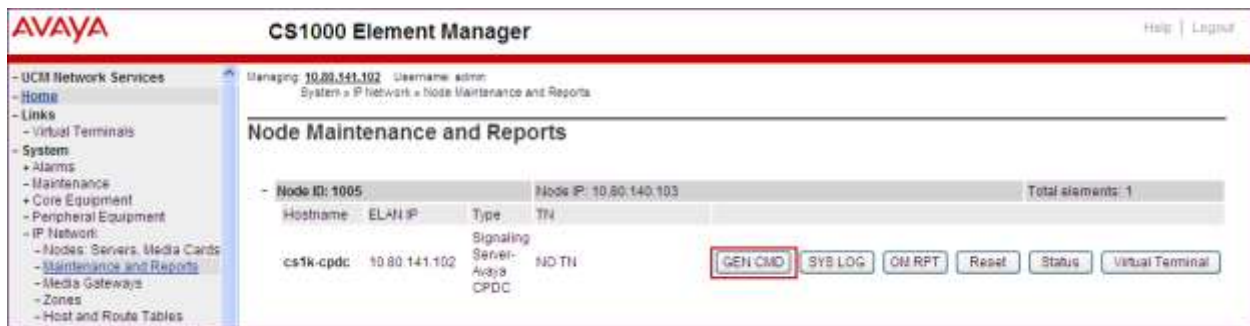 AVAYA
CS1000 Element Manager
Help | Logout
- UCM Network Services
- Home
- Links
- Virtual Terminals
- System
+ Alarms
- Maintenance
+ Core Equipment
- Peripheral Equipment
- IP Network
- Nodes: Servers, Media Cards
- Maintenance and Reports
- Media Gateways
- Zones
- Host and Route Tables
Managing: 10.80.141.102 Username: admin
System » IP Network » Node Maintenance and Reports
Node Maintenance and Reports
- Node ID: 1005 Node IP: 10.80.140.103 Total elements: 1
Hostname ELAN IP Type TN
cs1k-cpdc 10.80.141.102 Signaling Server-Avaya CPDC NO TN GEN CMD SYS LOG OM RPT Reset Status Virtual Terminal